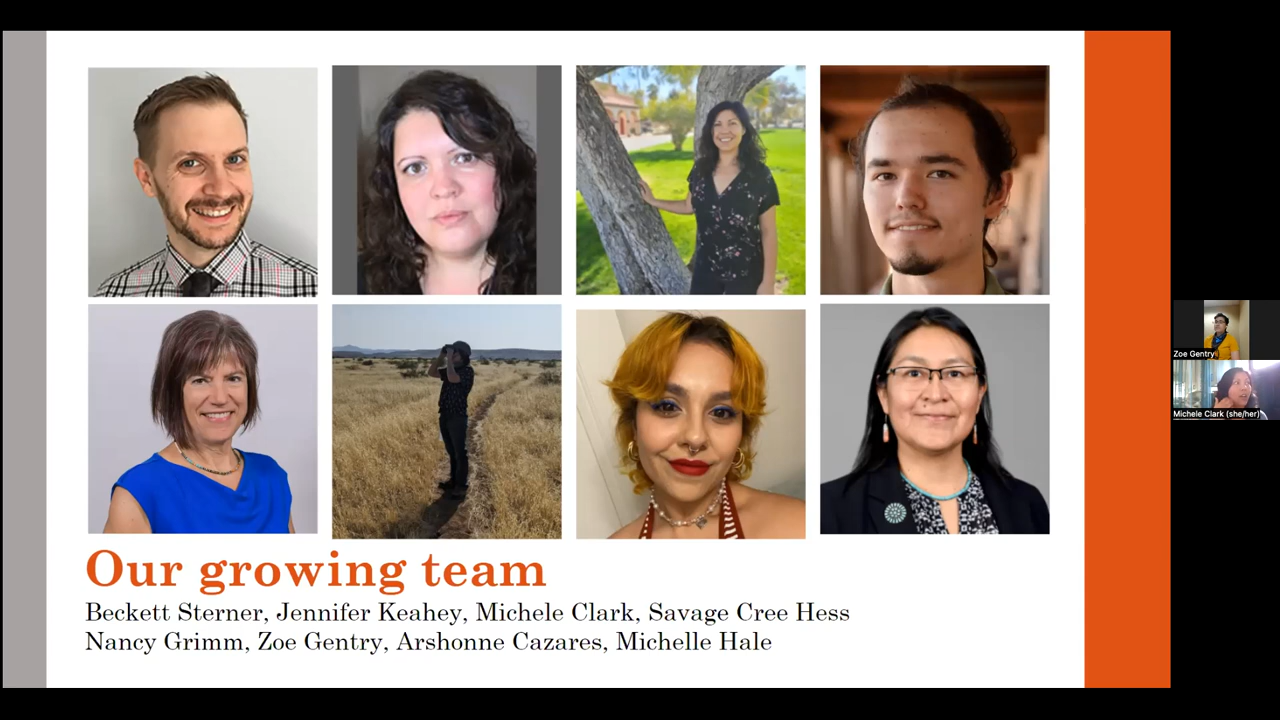 Our growing team
Beckett Sterner, Jennifer Keahey, Michele Clark, Savage Cree Hess
Nancy Grimm, Zoe Gentry, Arshonne Cazares, Michelle Hale
Zoe Gentry
Michele Clark (she/her)